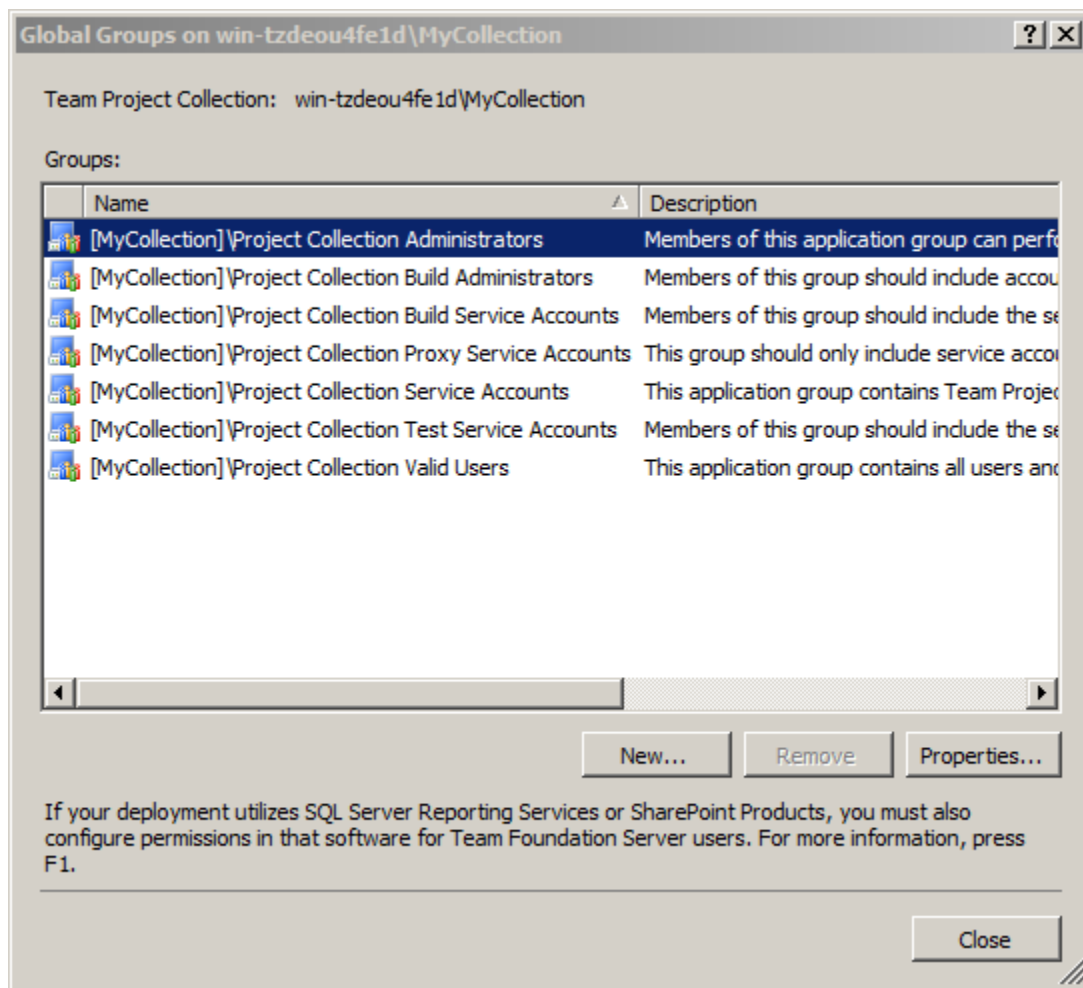 Global Groups on win-tzdeou4fe1d\MyCollection
Team Project Collection: win-tzdeou4fe1d\MyCollection
Groups:
Name Description
[MyCollection]\Project Collection Administrators Members of this application group can perfo
[MyCollection]\Project Collection Build Administrators Members of this group should include accou
[MyCollection]\Project Collection Build Service Accounts Members of this group should include the se
[MyCollection]\Project Collection Proxy Service Accounts This group should only include service accou
[MyCollection]\Project Collection Service Accounts This application group contains Team Projec
[MyCollection]\Project Collection Test Service Accounts Members of this group should include the se
[MyCollection]\Project Collection Valid Users This application group contains all users and
New... Remove Properties...
If your deployment utilizes SQL Server Reporting Services or SharePoint Products, you must also
configure permissions in that software for Team Foundation Server users. For more information, press
F1.
Close